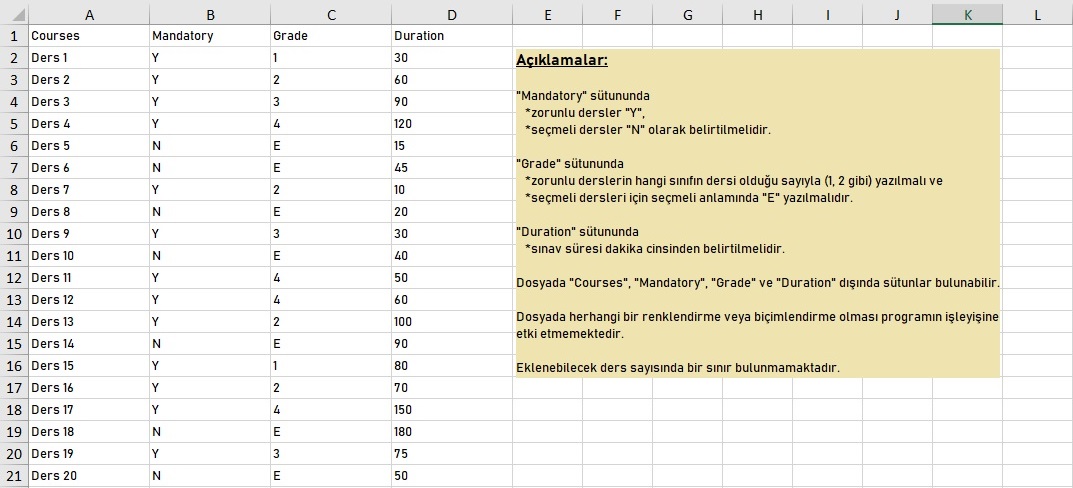 A B C D E F G H I J K L
1 Courses Mandatory Grade Duration
2 Ders 1 Y 1 30
3 Ders 2 Y 2 60
4 Ders 3 Y 3 90
5 Ders 4 Y 4 120
6 Ders 5 N E 15
7 Ders 6 N E 45
8 Ders 7 Y 2 10
9 Ders 8 N E 20
10 Ders 9 Y 3 30
11 Ders 10 N E 40
12 Ders 11 Y 4 50
13 Ders 12 Y 4 60
14 Ders 13 Y 2 100
15 Ders 14 N E 90
16 Ders 15 Y 1 80
17 Ders 16 Y 2 70
18 Ders 17 Y 4 150
19 Ders 18 N E 180
20 Ders 19 Y 3 75
21 Ders 20 N E 50
Açıklamalar:
"Mandatory" sütununda
*zorunlu dersler "Y",
*seçmeli dersler "N" olarak belirtilmelidir.
"Grade" sütununda
*zorunlu derslerin hangi sınıfın dersi olduğu sayıyla (1, 2 gibi) yazılmalı ve
*seçmeli dersleri için seçmeli anlamında "E" yazılmalıdır.
"Duration" sütununda
*sınav süresi dakika cinsinden belirtilmelidir.
Dosyada "Courses", "Mandatory", "Grade" ve "Duration" dışında sütunlar bulunabilir.
Dosyada herhangi bir renklendirme veya biçimlendirme olması programın işleyişine
etki etmemektedir.
Eklenebilecek ders sayısında bir sınır bulunmamaktadır.